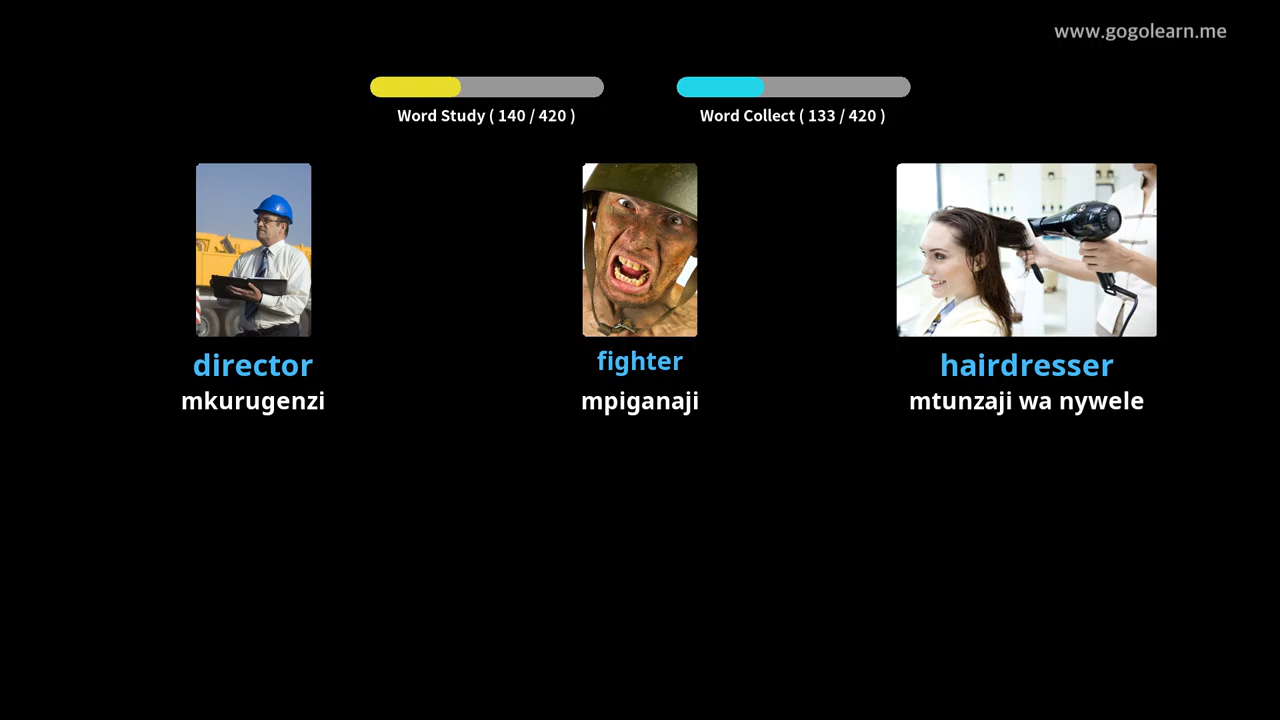 www.gogolearn.me
Word Study ( 140 / 420 )
Word Collect ( 133 / 420 )
director
mkurugenzi
fighter
mpiganaji
hairdresser
mtunzaji wa nywele